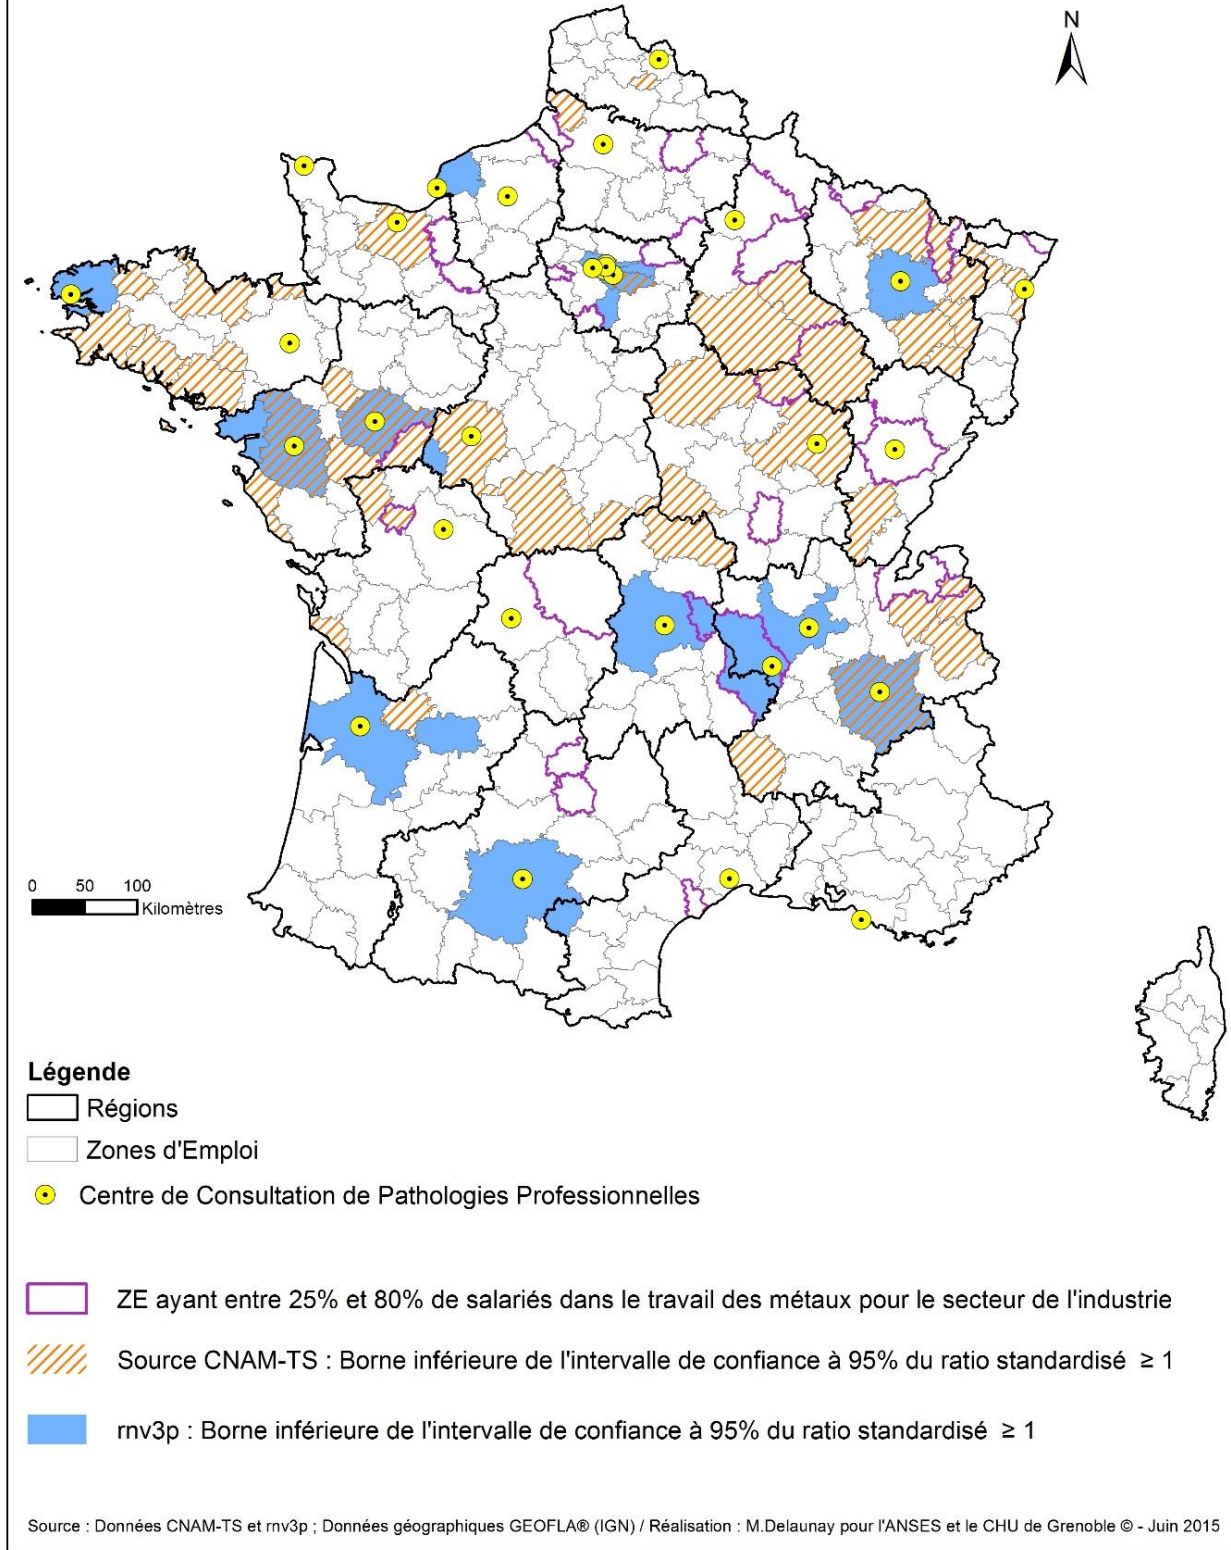 N
0 50 100
Kilomètres
Légende
Régions
Zones d'Emploi
Centre de Consultation de Pathologies Professionnelles
ZE ayant entre 25% et 80% de salariés dans le travail des métaux pour le secteur de l'industrie
Source CNAM-TS : Borne inférieure de l'intervalle de confiance à 95% du ratio standardisé ≥ 1
rnv3p : Borne inférieure de l'intervalle de confiance à 95% du ratio standardisé ≥ 1
Source : Données CNAM-TS et rnv3p ; Données géographiques GEOFLA® (IGN) / Réalisation : M.Delaunay pour l'ANSES et le CHU de Grenoble © - Juin 2015